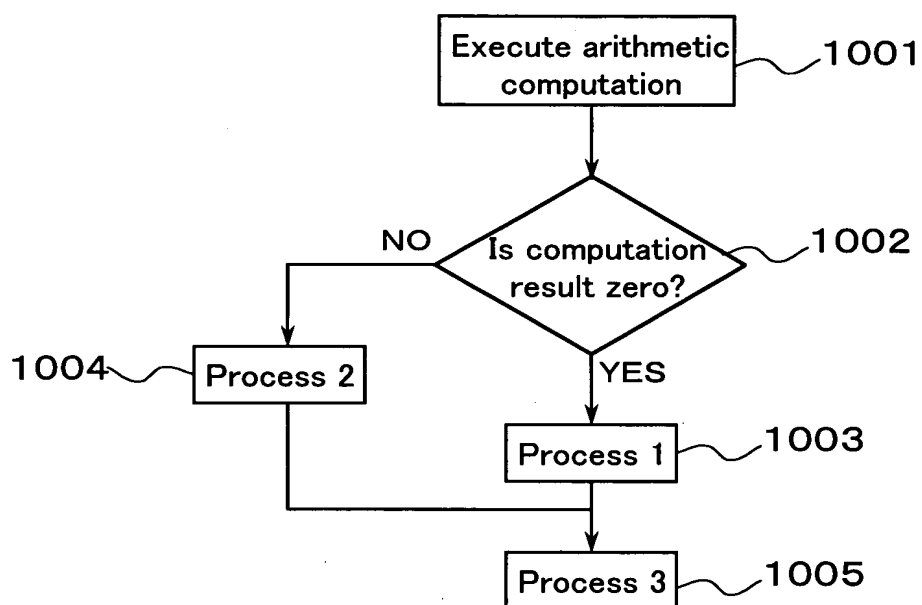 Execute arithmetic
computation
1001
Is computation
result zero?
1002
NO
YES
1004
Process 2
Process 1
1003
Process 3
1005